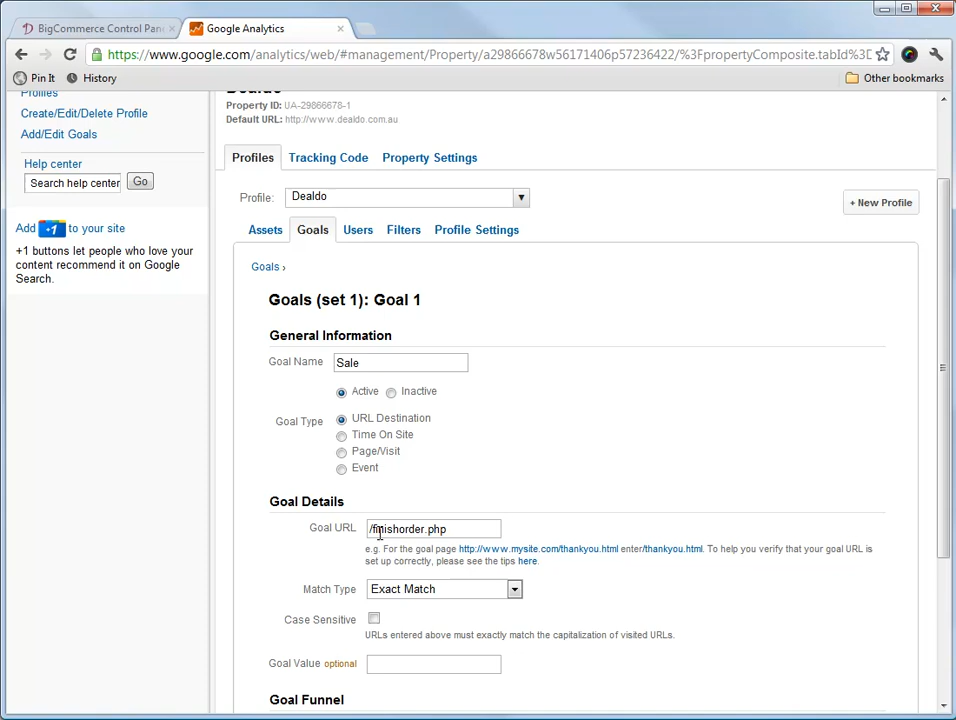 BigCommerce Control Pan
Google Analytics
https://www.google.com/analytics/web/#management/Property/a29866678w56171406p57236422/%3FpropertyComposite.tabId%3D
Pin It History Other bookmarks
Profiles
Create/Edit/Delete Profile
Add/Edit Goals
Help center
Search help center Go
Add +1 to your site
+1 buttons let people who love your
content recommend it on Google
Search.
Dealdo
Property ID: UA-29866678-1
Default URL: http://www.dealdo.com.au
Profiles Tracking Code Property Settings
Profile: Dealdo
+ New Profile
Assets Goals Users Filters Profile Settings
Goals ›
Goals (set 1): Goal 1
General Information
Goal Name Sale
Active Inactive
Goal Type URL Destination
Time On Site
Page/Visit
Event
Goal Details
Goal URL /finishorder.php
e.g. For the goal page http://www.mysite.com/thankyou.html enter/thankyou.html. To help you verify that your goal URL is
set up correctly, please see the tips here.
Match Type Exact Match
Case Sensitive
URLs entered above must exactly match the capitalization of visited URLs.
Goal Value optional
Goal Funnel